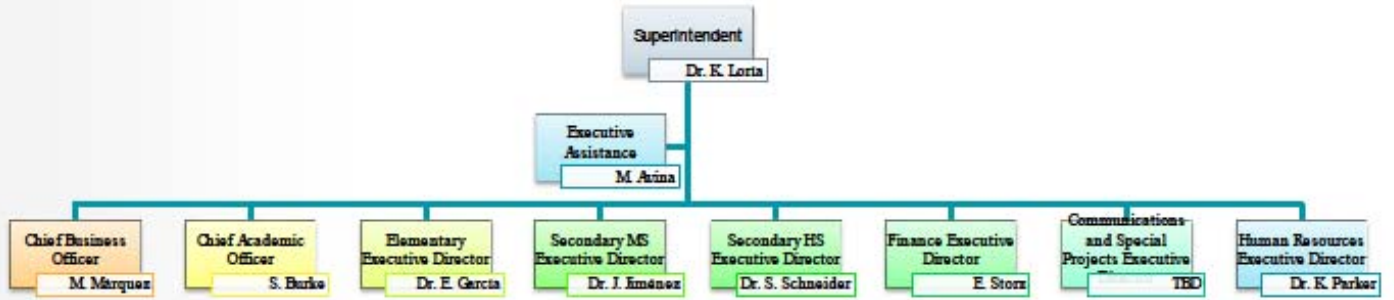 Superintendent
Dr. K. Loria
Executive
Assistance
M. Avina
Chief Business
Officer
M. Márquez
Chief Academic
Officer
S. Burke
Elementary
Executive Director
Dr. E. García
Secondary MS
Executive Director
Dr. J. Jiménez
Secondary HS
Executive Director
Dr. S. Schneider
Finance Executive
Director
E. Storz
Communications
and Special
Projects Executive
TBD
Human Resources
Executive Director
Dr. K. Parker